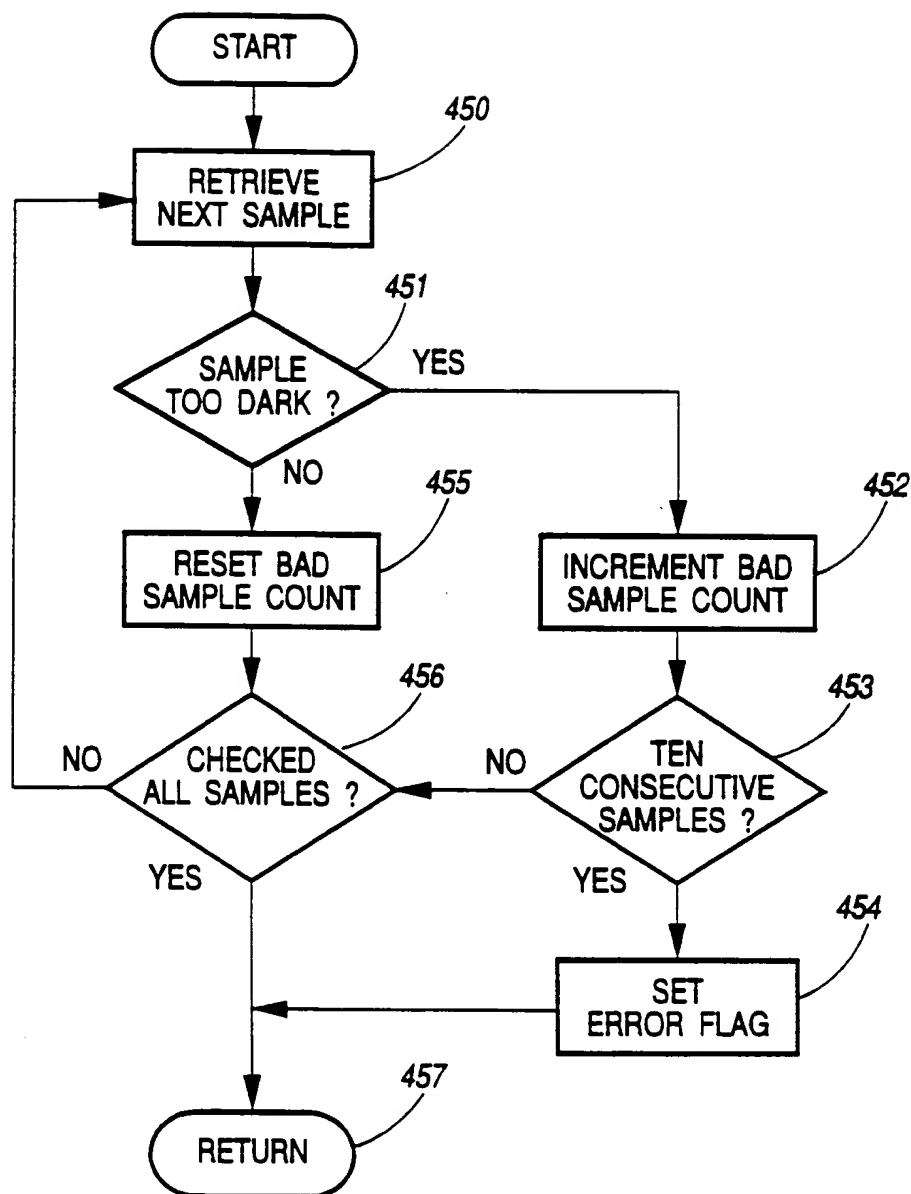 START
450
RETRIEVE
NEXT SAMPLE
451
SAMPLE
TOO DARK ?
YES
NO
455
452
RESET BAD
SAMPLE COUNT
INCREMENT BAD
SAMPLE COUNT
456
453
NO
CHECKED
ALL SAMPLES ?
NO
TEN
CONSECUTIVE
SAMPLES ?
YES
YES
454
SET
ERROR FLAG
457
RETURN